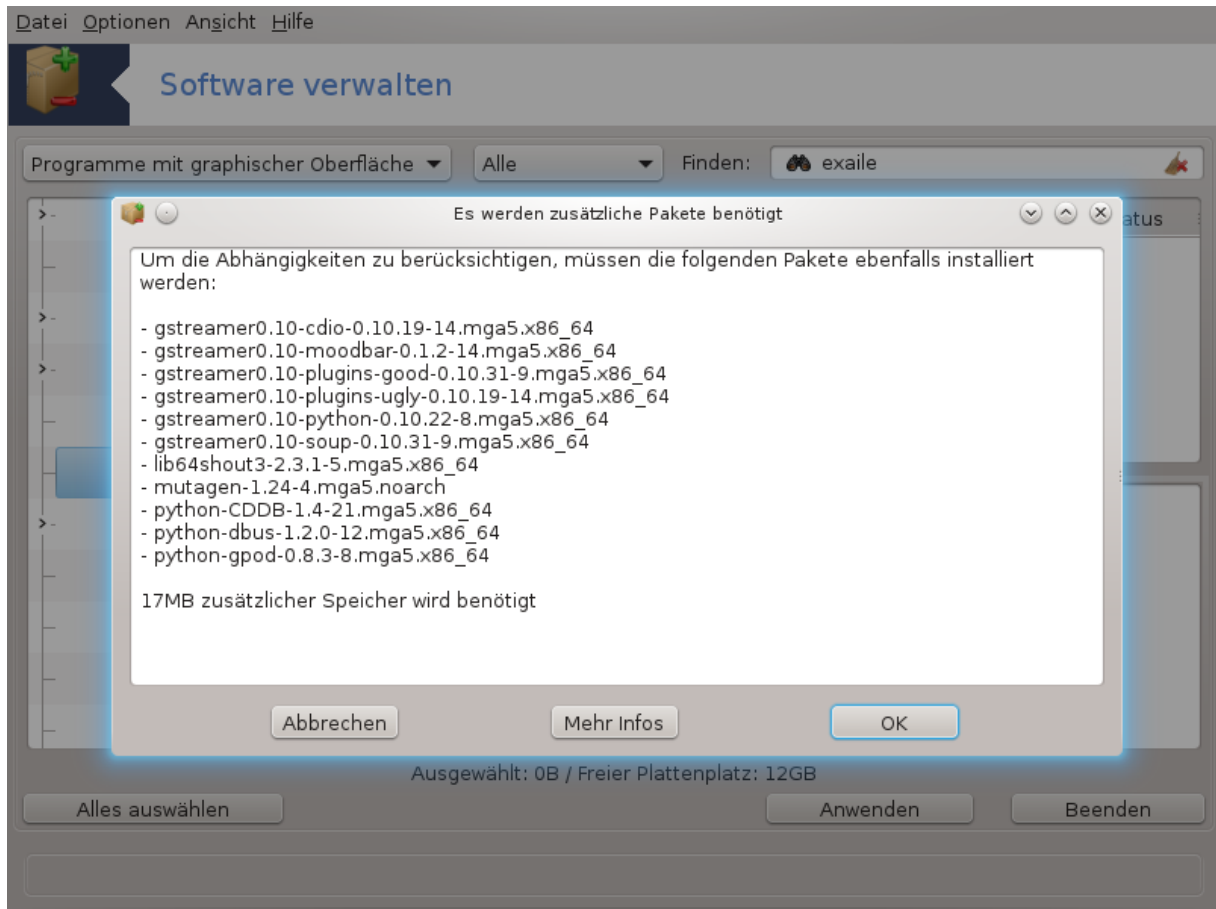 Datei Optionen Ansicht Hilfe
Software verwalten
Programme mit graphischer Oberfläche Alle Finden: exaile
Es werden zusätzliche Pakete benötigt
atus
Um die Abhängigkeiten zu berücksichtigen, müssen die folgenden Pakete ebenfalls installiert
werden:
- gstreamer0.10-cdio-0.10.19-14.mga5.x86_64
- gstreamer0.10-moodbar-0.1.2-14.mga5.x86_64
- gstreamer0.10-plugins-good-0.10.31-9.mga5.x86_64
- gstreamer0.10-plugins-ugly-0.10.19-14.mga5.x86_64
- gstreamer0.10-python-0.10.22-8.mga5.x86_64
- gstreamer0.10-soup-0.10.31-9.mga5.x86_64
- lib64shout3-2.3.1-5.mga5.x86_64
- mutagen-1.24-4.mga5.noarch
- python-CDDB-1.4-21.mga5.x86_64
- python-dbus-1.2.0-12.mga5.x86_64
- python-gpod-0.8.3-8.mga5.x86_64
17MB zusätzlicher Speicher wird benötigt
Abbrechen Mehr Infos OK
Ausgewählt: 0B / Freier Plattenplatz: 12GB
Alles auswählen Anwenden Beenden